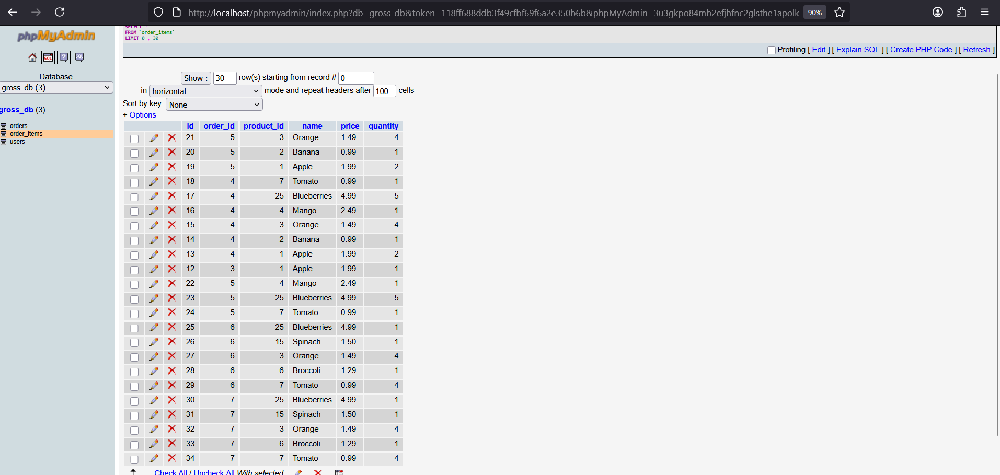 http://localhost/phpmyadmin/index.php?db=gross_db&token=118ff688ddb3f49cfbf69f6a2e350b6b&phpMyAdmin=3u3gkpo84mb2efjhfnc2glsthe1apolk 90%
phpMyAdmin
SQL
SQL
Database
gross_db (3)
gross_db (3)
orders
order_items
users
SELECT *
FROM `order_items`
LIMIT 0 , 30
Profiling [ Edit ] [ Explain SQL ] [ Create PHP Code ] [ Refresh ]
Show : 30 row(s) starting from record # 0
in horizontal mode and repeat headers after 100 cells
Sort by key: None
+ Options
id order_id product_id name price quantity
21 5 3 Orange 1.49 4
20 5 2 Banana 0.99 1
19 5 1 Apple 1.99 2
18 4 7 Tomato 0.99 1
17 4 25 Blueberries 4.99 5
16 4 4 Mango 2.49 1
15 4 3 Orange 1.49 4
14 4 2 Banana 0.99 1
13 4 1 Apple 1.99 2
12 3 1 Apple 1.99 1
22 5 4 Mango 2.49 1
23 5 25 Blueberries 4.99 5
24 5 7 Tomato 0.99 1
25 6 25 Blueberries 4.99 1
26 6 15 Spinach 1.50 1
27 6 3 Orange 1.49 4
28 6 6 Broccoli 1.29 1
29 6 7 Tomato 0.99 4
30 7 25 Blueberries 4.99 1
31 7 15 Spinach 1.50 1
32 7 3 Orange 1.49 4
33 7 6 Broccoli 1.29 1
34 7 7 Tomato 0.99 4
Check All / Uncheck All With selected: